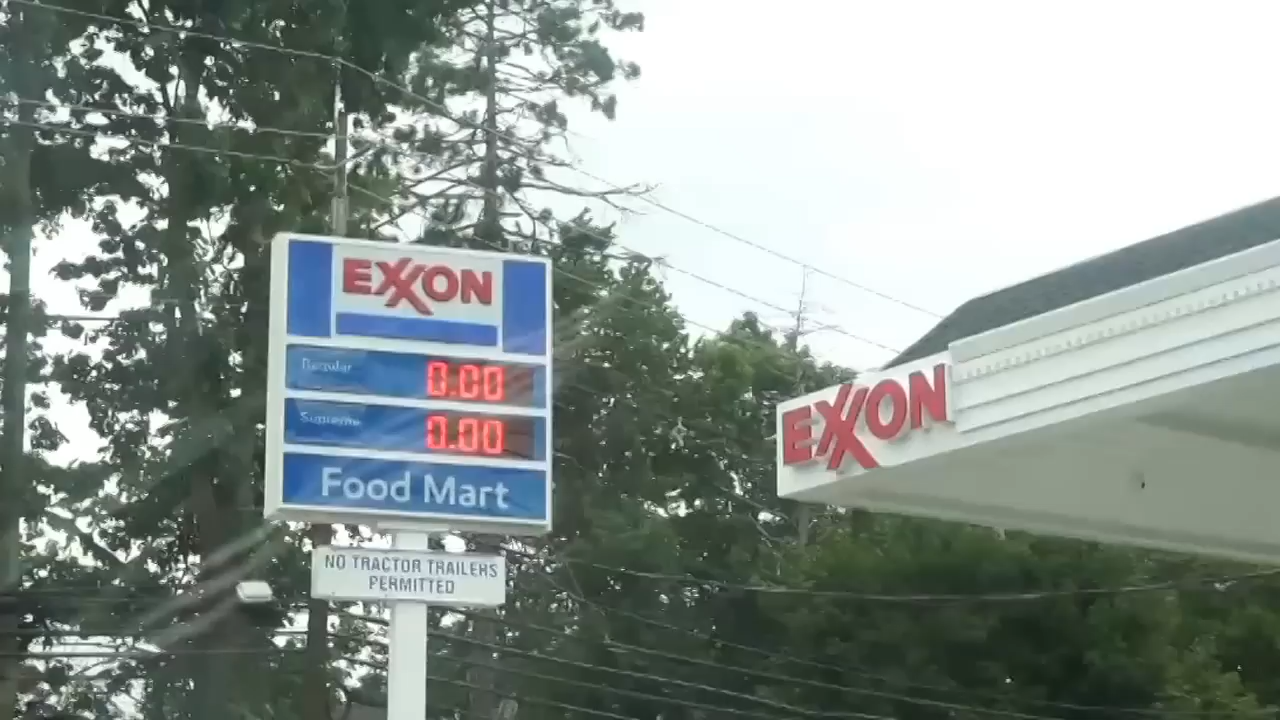 EXXON
Regular 0.00
Supreme 0.00
Food Mart
NO TRACTOR TRAILERS
PERMITTED
EXXON